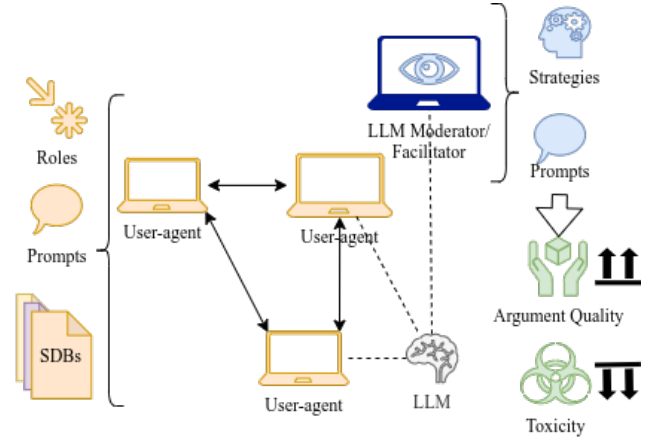 Roles
Prompts
SDBs
User-agent
User-agent
User-agent
LLM Moderator/
Facilitator
LLM
Strategies
Prompts
Argument Quality
Toxicity